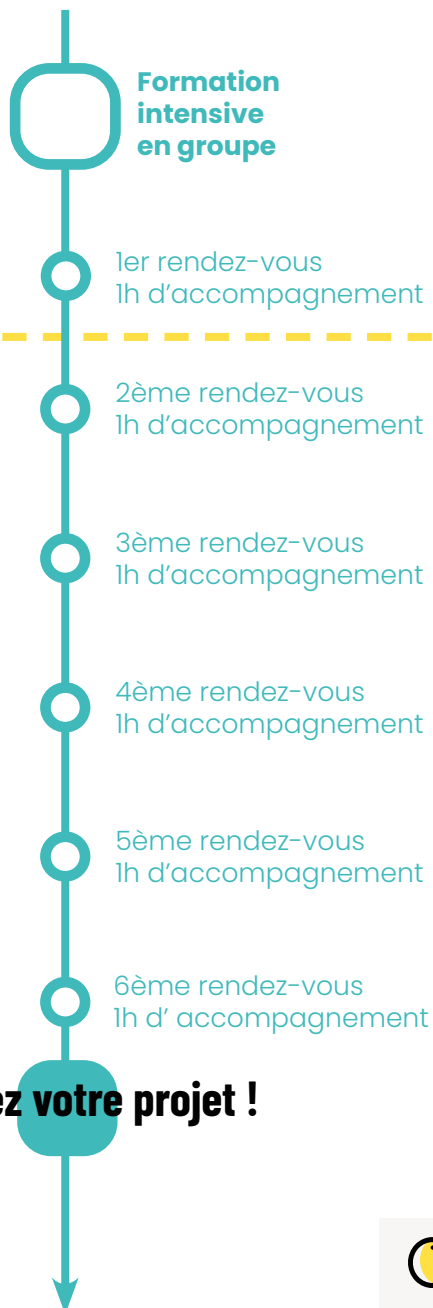 Formation
intensive
en groupe
1er rendez-vous
1h d'accompagnement
2ème rendez-vous
1h d'accompagnement
3ème rendez-vous
1h d'accompagnement
4ème rendez-vous
1h d'accompagnement
5ème rendez-vous
1h d'accompagnement
6ème rendez-vous
1h d' accompagnement
votre projet !